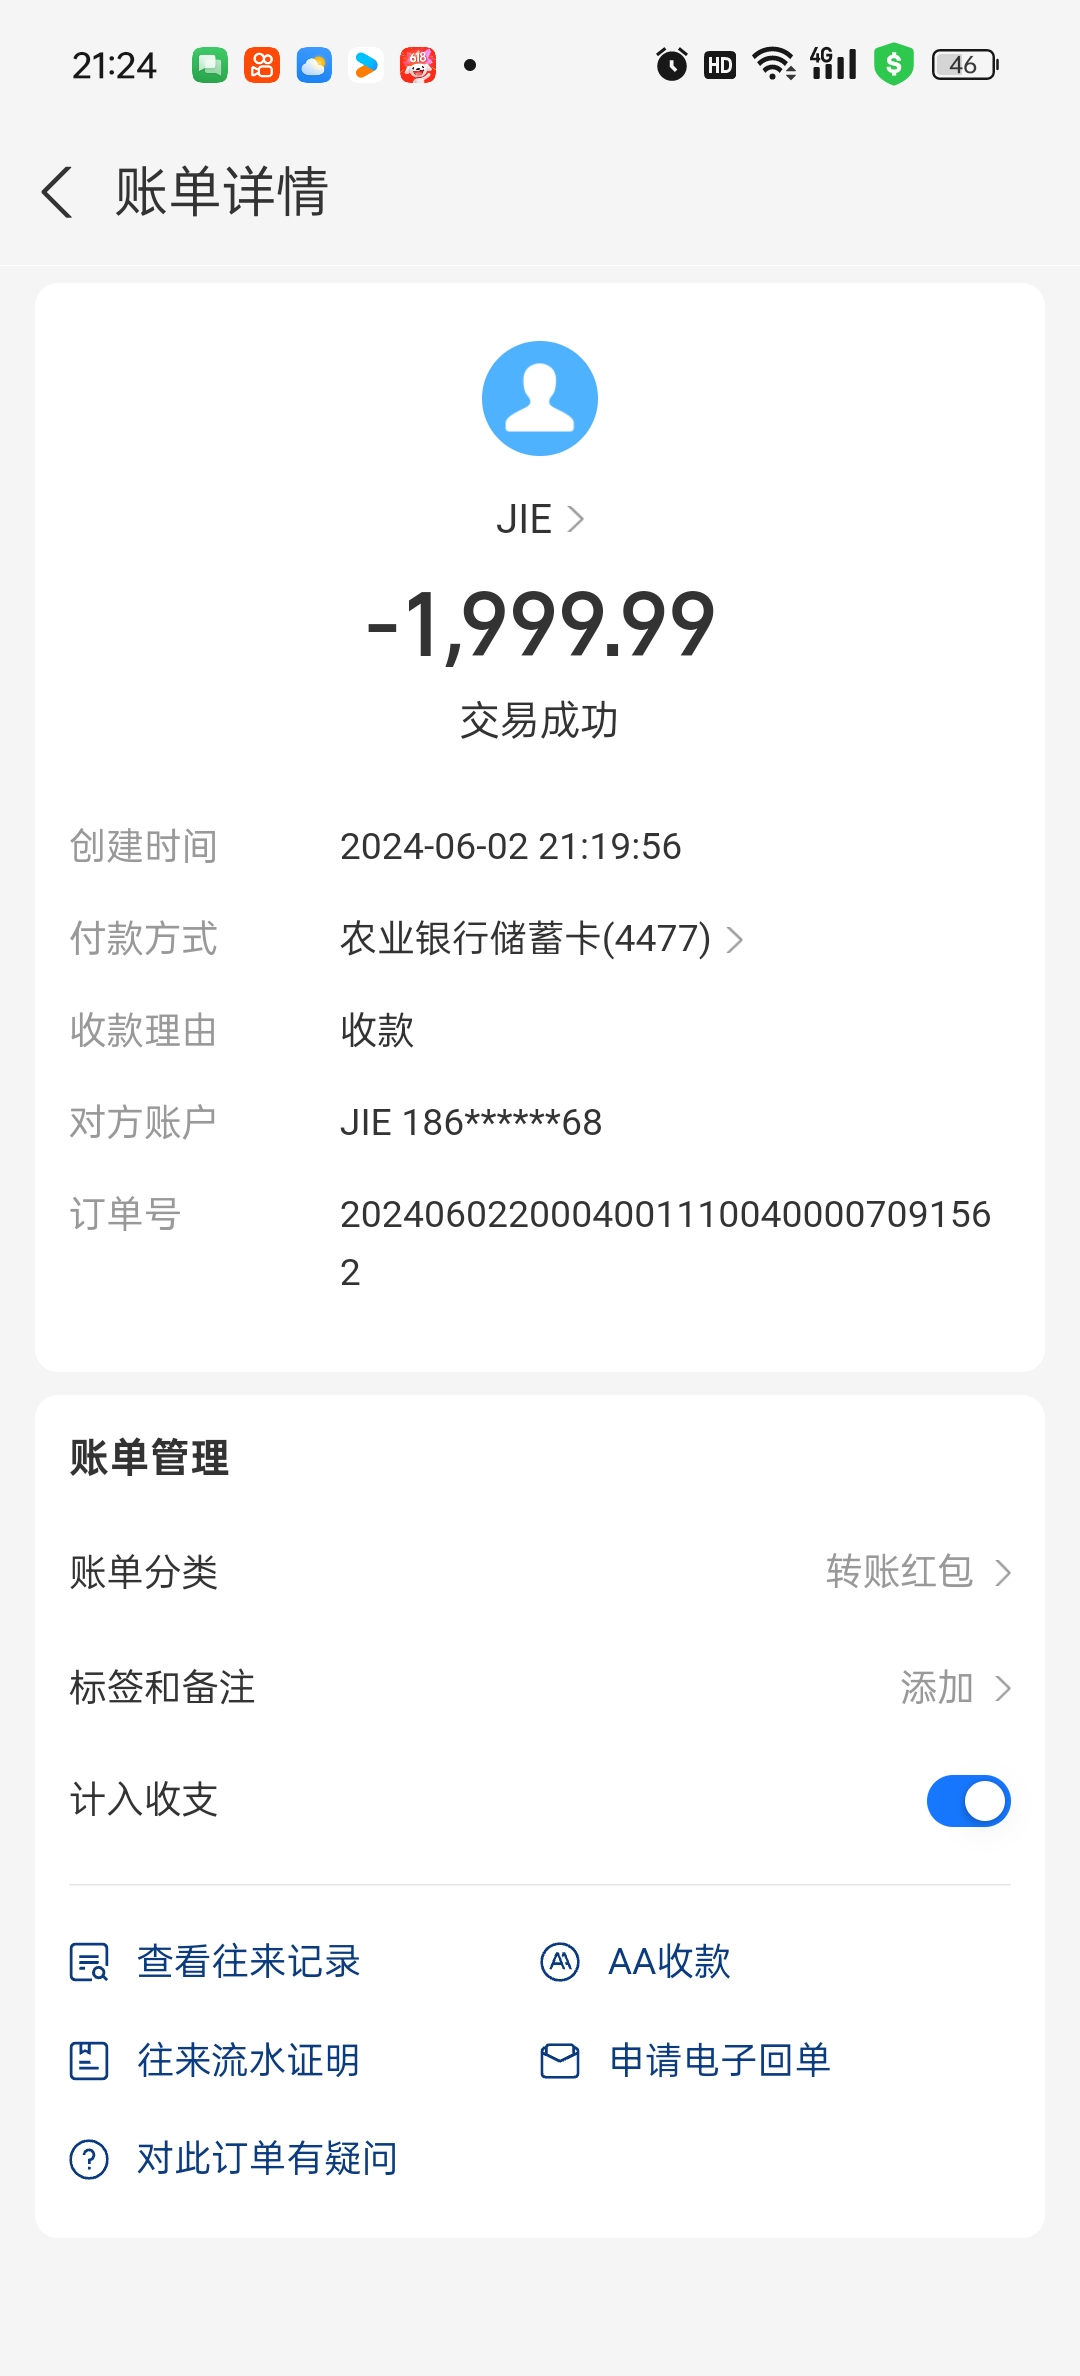 21:24
618
HD
4G
46
账单详情
JIE
-1,999.99
交易成功
创建时间 2024-06-02 21:19:56
付款方式 农业银行储蓄卡(4477)
收款理由 收款
对方账户 JIE 186******68
订单号 2024060220004001110040000709156
2
账单管理
账单分类 转账红包
标签和备注 添加
计入收支
查看往来记录 AA收款
往来流水证明 申请电子回单
对此订单有疑问